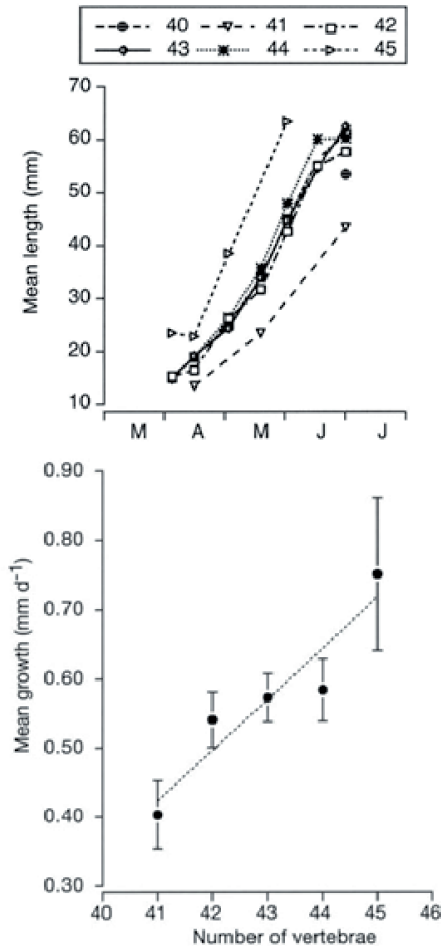 40 41 42
43 44 45
70
60
50
40
30
20
10
Mean length (mm)
M A M J J
0.90
0.80
0.70
0.60
0.50
0.40
0.30
Mean growth (mm d⁻¹)
40 41 42 43 44 45 46
Number of vertebrae